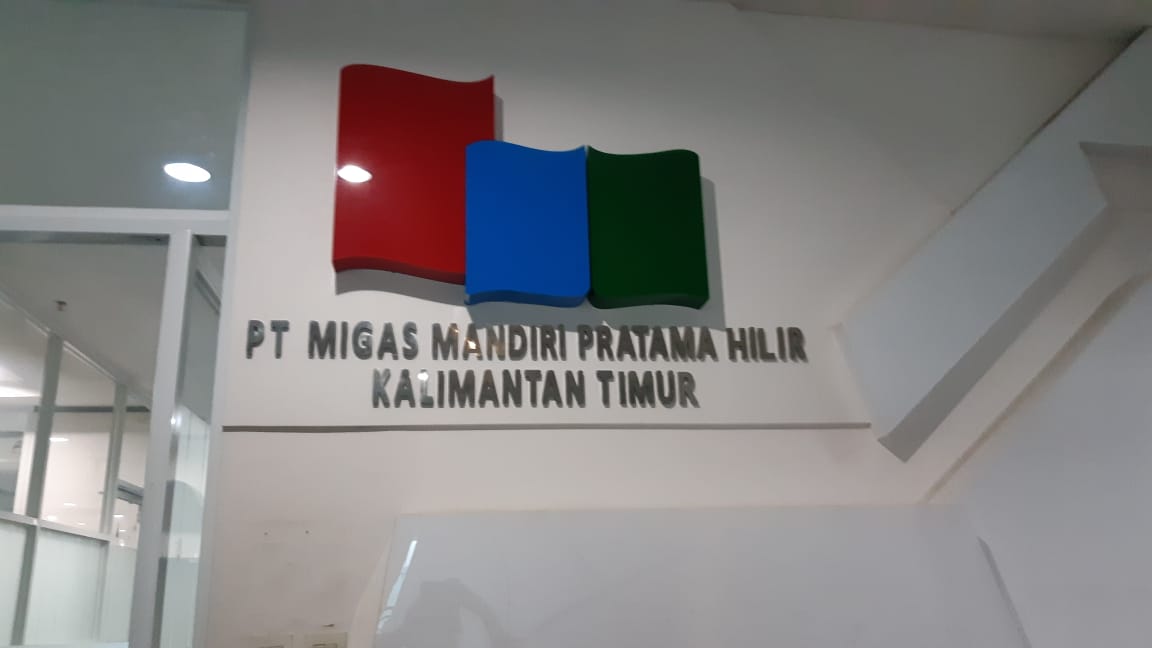 PT MIGAS MANDIRI PRATAMA HILIR
KALIMANTAN TIMUR